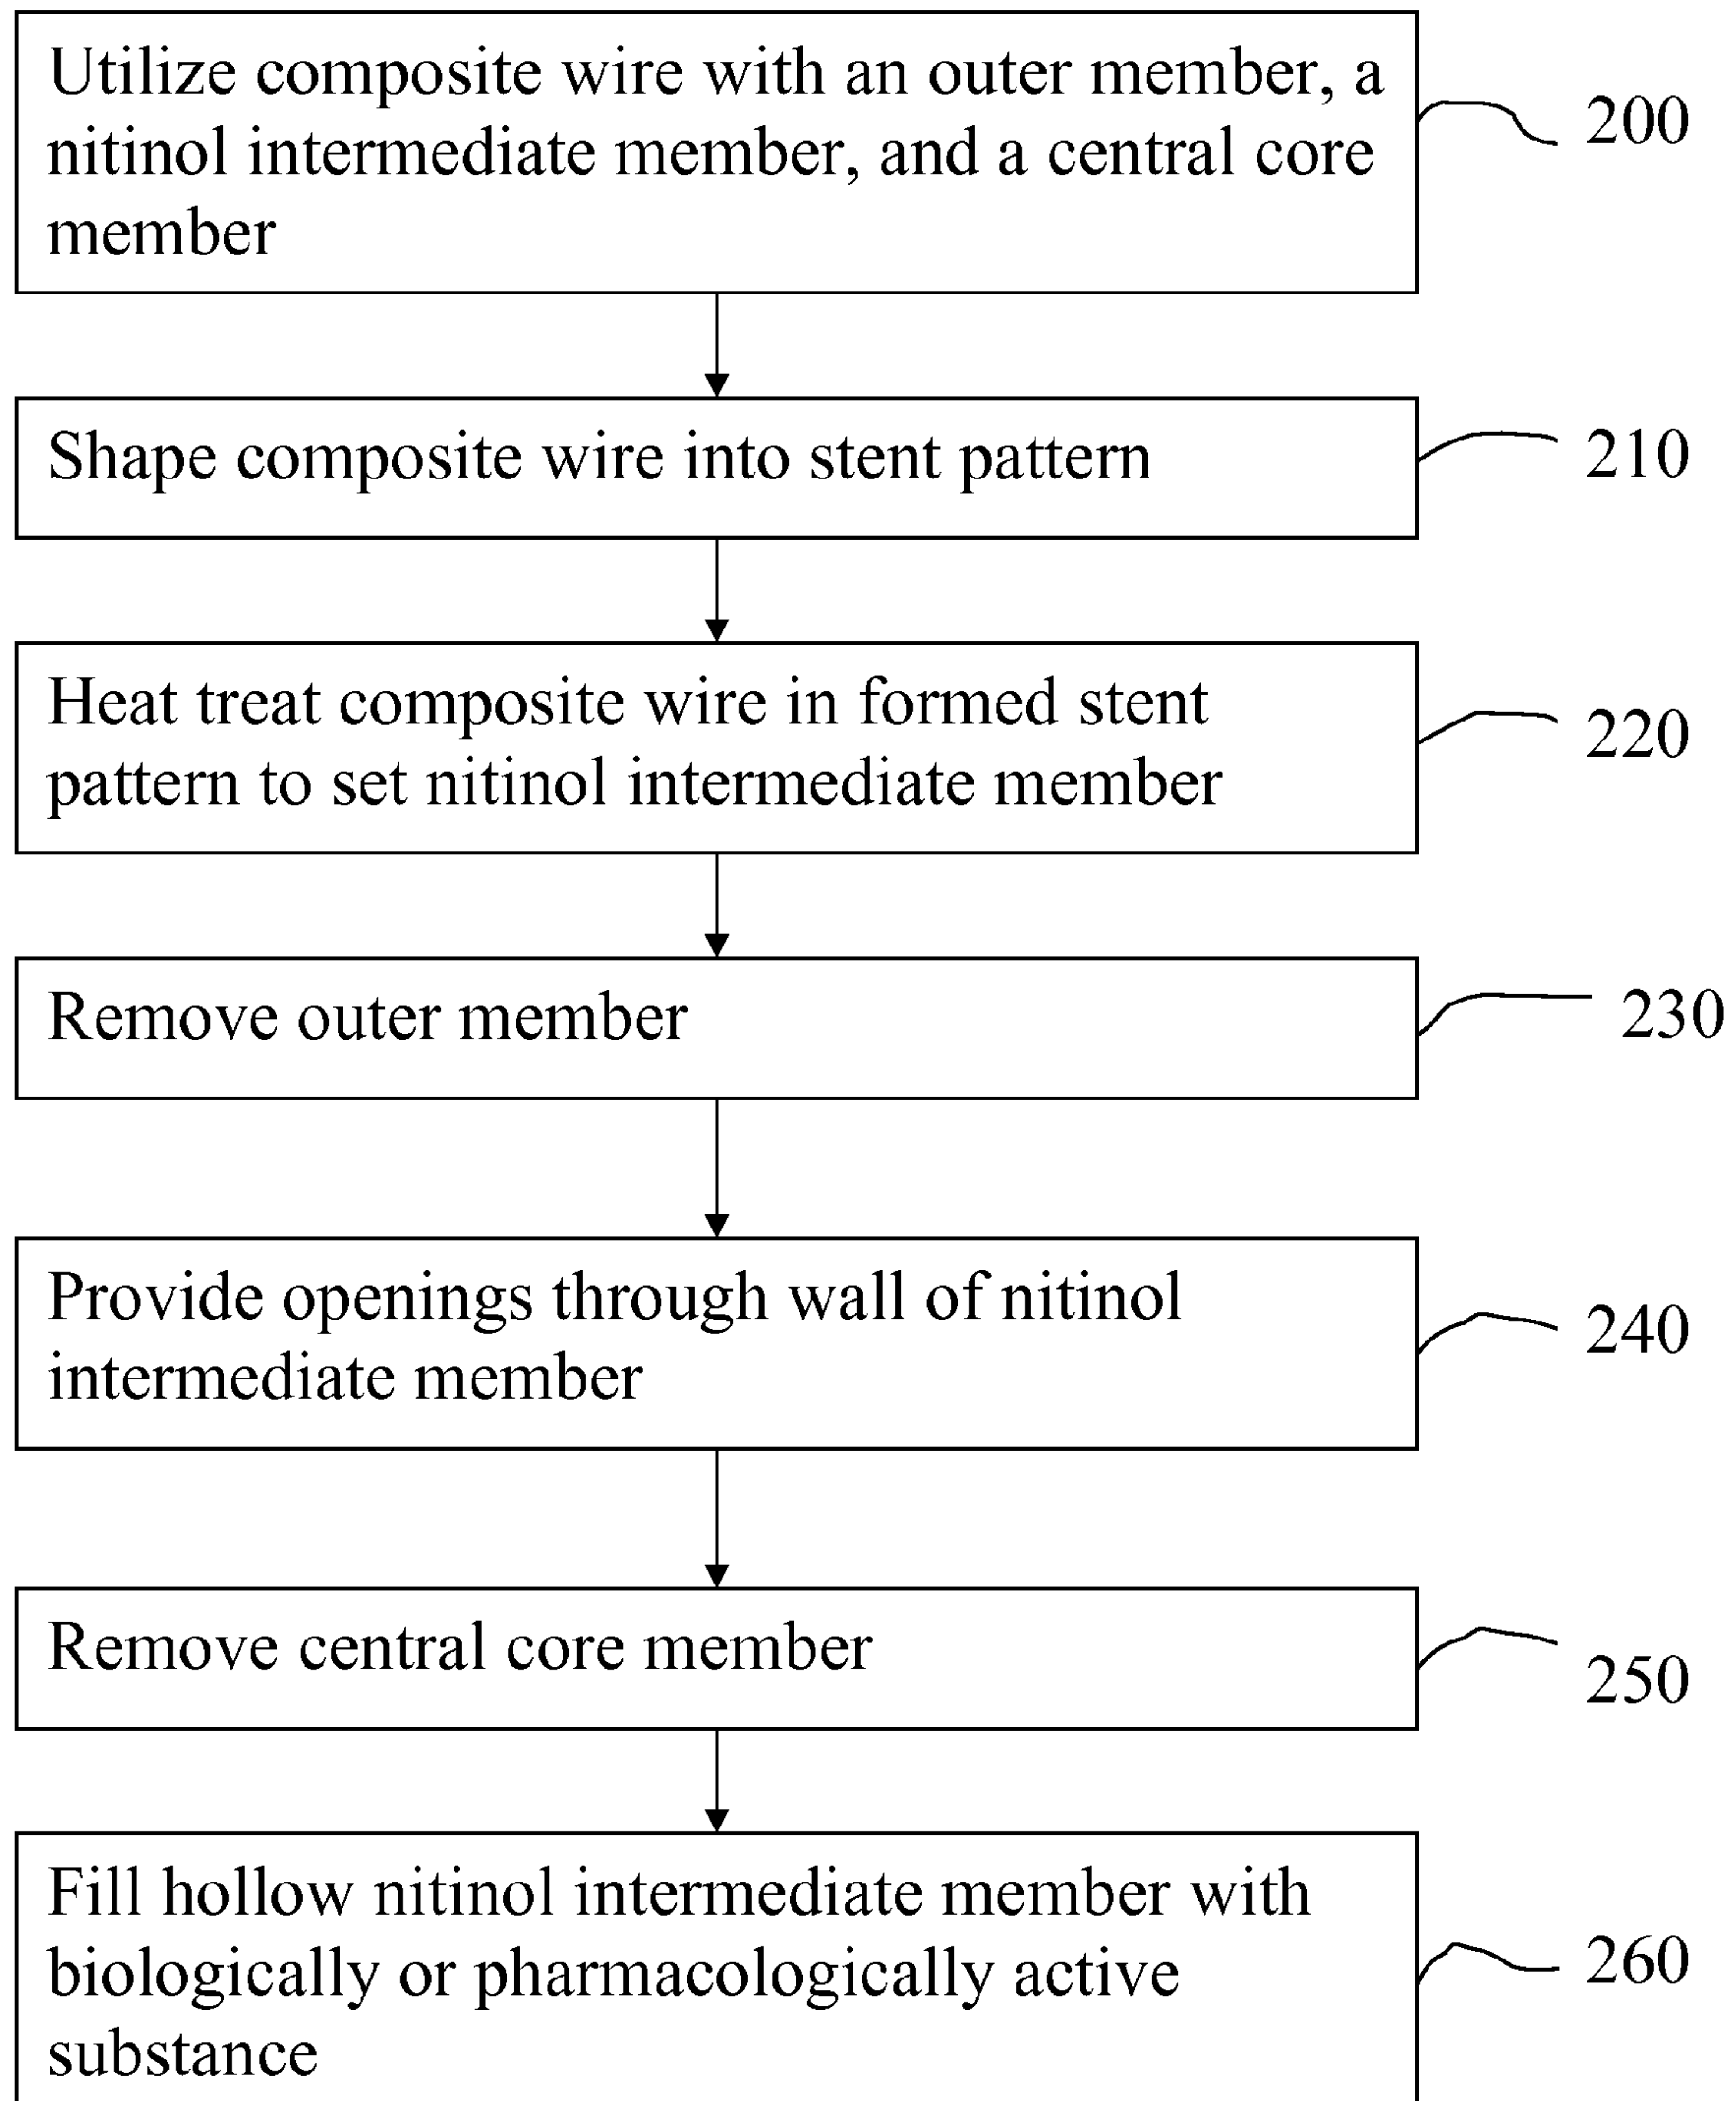 Utilize composite wire with an outer member, a
nitinol intermediate member, and a central core
member
200
Shape composite wire into stent pattern
210
Heat treat composite wire in formed stent
pattern to set nitinol intermediate member
220
Remove outer member
230
Provide openings through wall of nitinol
intermediate member
240
Remove central core member
250
Fill hollow nitinol intermediate member with
biologically or pharmacologically active
substance
260